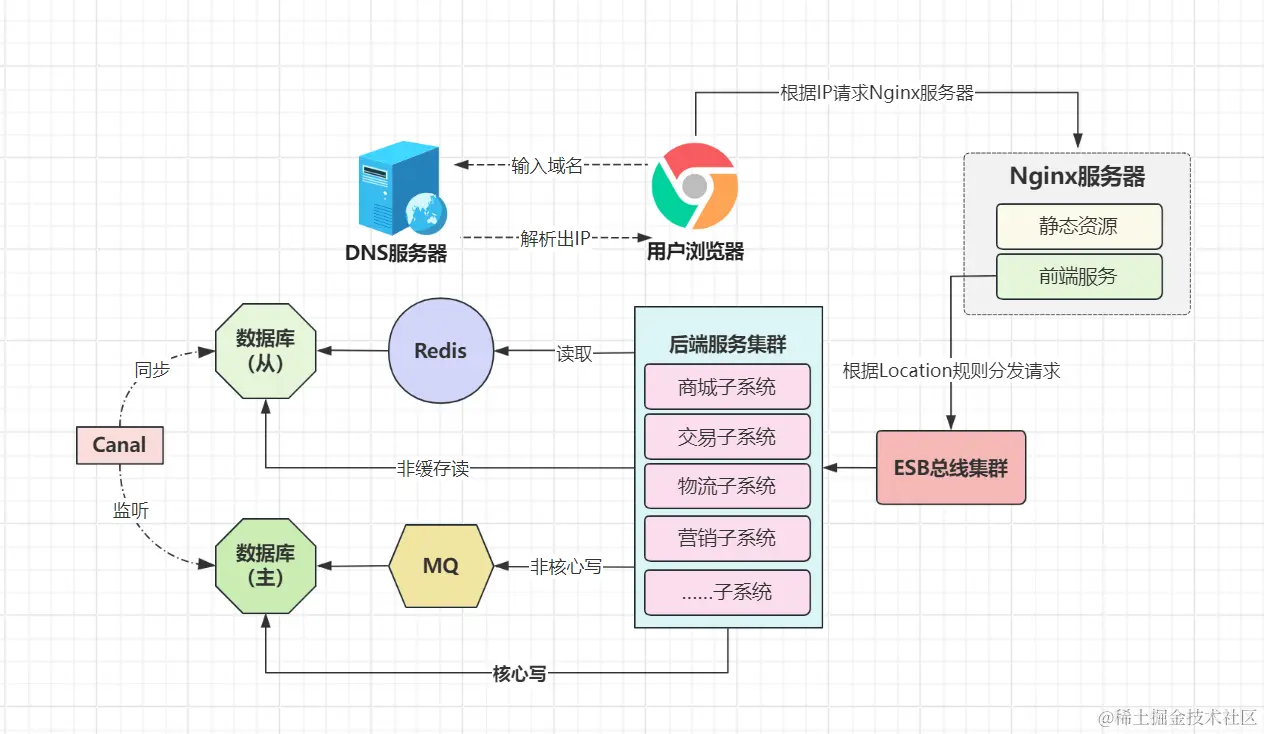 根据IP请求Nginx服务器
输入域名
解析出IP
DNS服务器
用户浏览器
Nginx服务器
静态资源
前端服务
根据Location规则分发请求
ESB总线集群
后端服务集群
商城子系统
交易子系统
物流子系统
营销子系统
......子系统
读取
Redis
数据库
（从）
同步
Canal
监听
非缓存读
数据库
（主）
MQ
非核心写
核心写
@稀土掘金技术社区